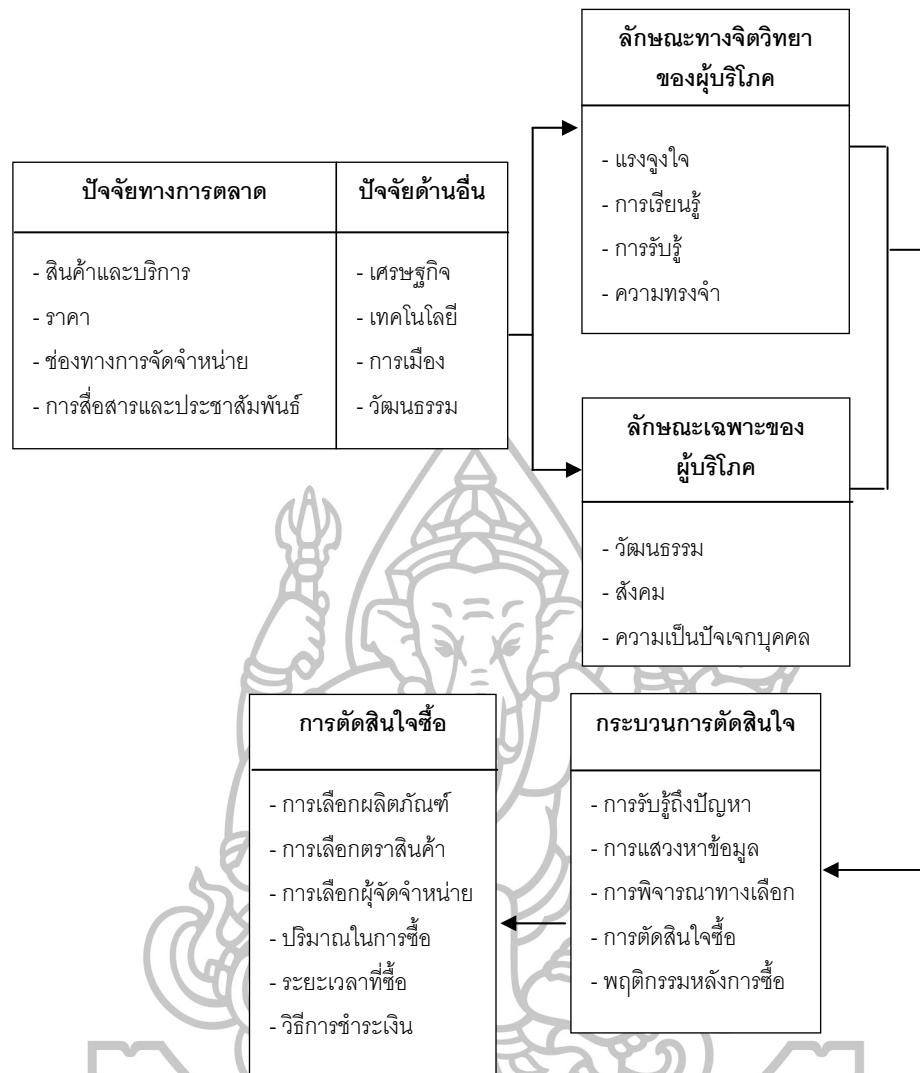 ลักษณะทางจิตวิทยา
ของผุ้บริโภค
- แรงจูงใจ
- การเรียนรู้
- การรับรู้
- ความทรงจำ
ปัจจัยทางการตลาด
- สินค้าและบริการ
- ราคา
- ช่องทางการจัดจำหน่าย
- การสื่อสารและประชาสัมพันธ์
ปัจจัยด้านอื่น
- เศรษฐกิจ
- เทคโนโลยี
- การเมือง
- วัฒนธรรม
ลักษณะเฉพาะของ
ผู้บริโภค
- วัฒนธรรม
- สังคม
- ความเป็นปัจเจกบุคคล
กระบวนการตัดสินใจ
- การรับรู้ถึงปัญหา
- การแสวงหาข้อมูล
- การพิจารณาทางเลือก
- การตัดสินใจซื้อ
- พฤติกรรมหลังการซื้อ
การตัดสินใจซื้อ
- การเลือกผลิตภัณฑ์
- การเลือกตราสินค้า
- การเลือกผู้จัดจำหน่าย
- ปริมาณในการซื้อ
- ระยะเวลาที่ซื้อ
- วิธีการชำระเงิน